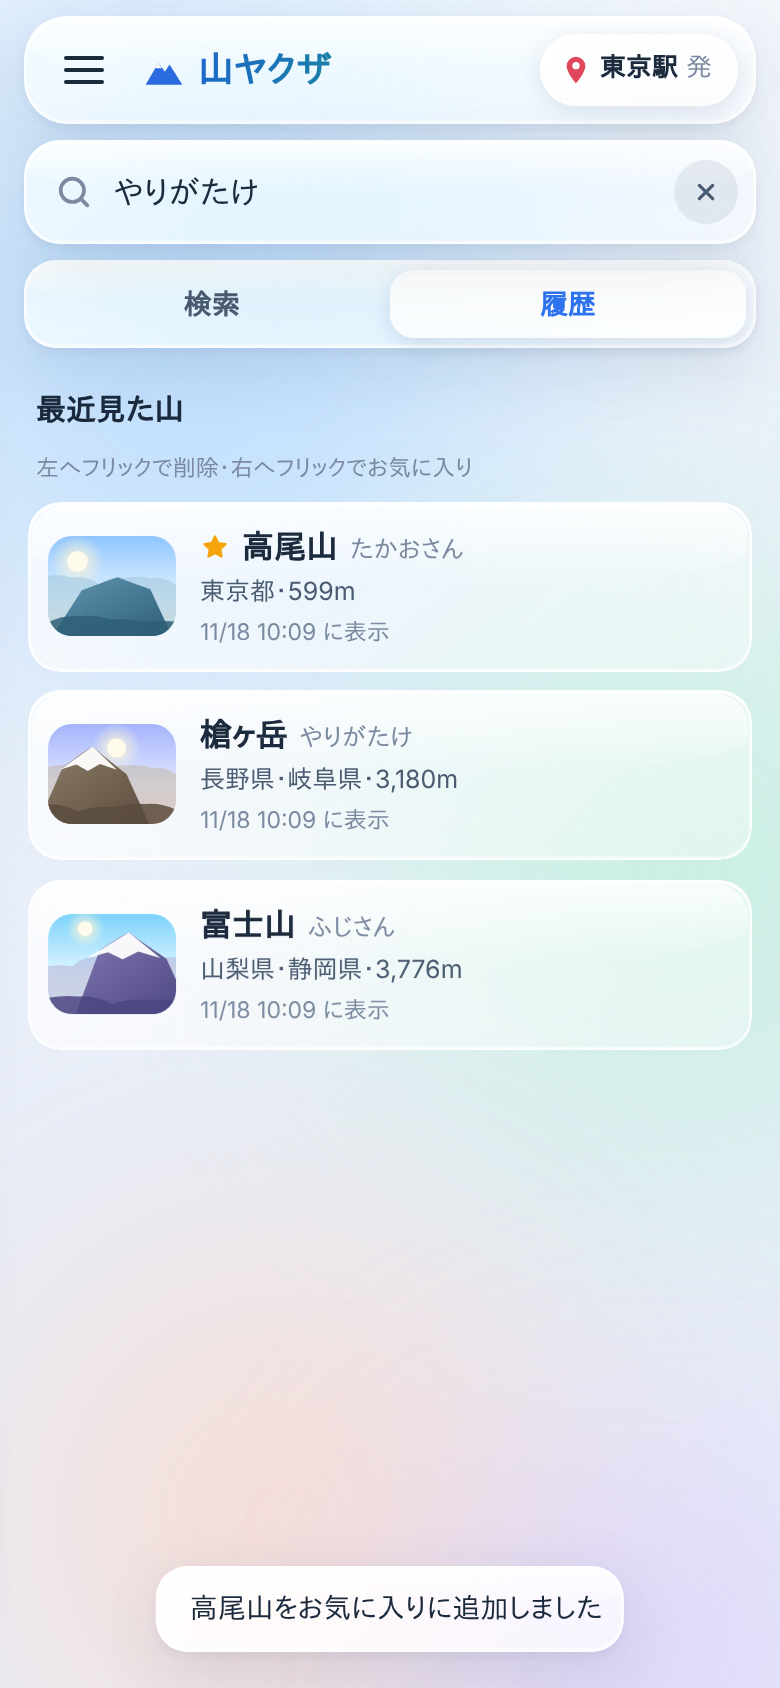 山ヤクザ
東京駅 発
やりがたけ
検索
履歴
最近見た山
左へフリックで削除·右へフリックでお気に入り
高尾山 たかおさん
東京都·599m
11/18 10:09 に表示
槍ヶ岳 やりがたけ
長野県·岐阜県·3,180m
11/18 10:09 に表示
富士山 ふじさん
山梨県·静岡県·3,776m
11/18 10:09 に表示
高尾山をお気に入りに追加しました